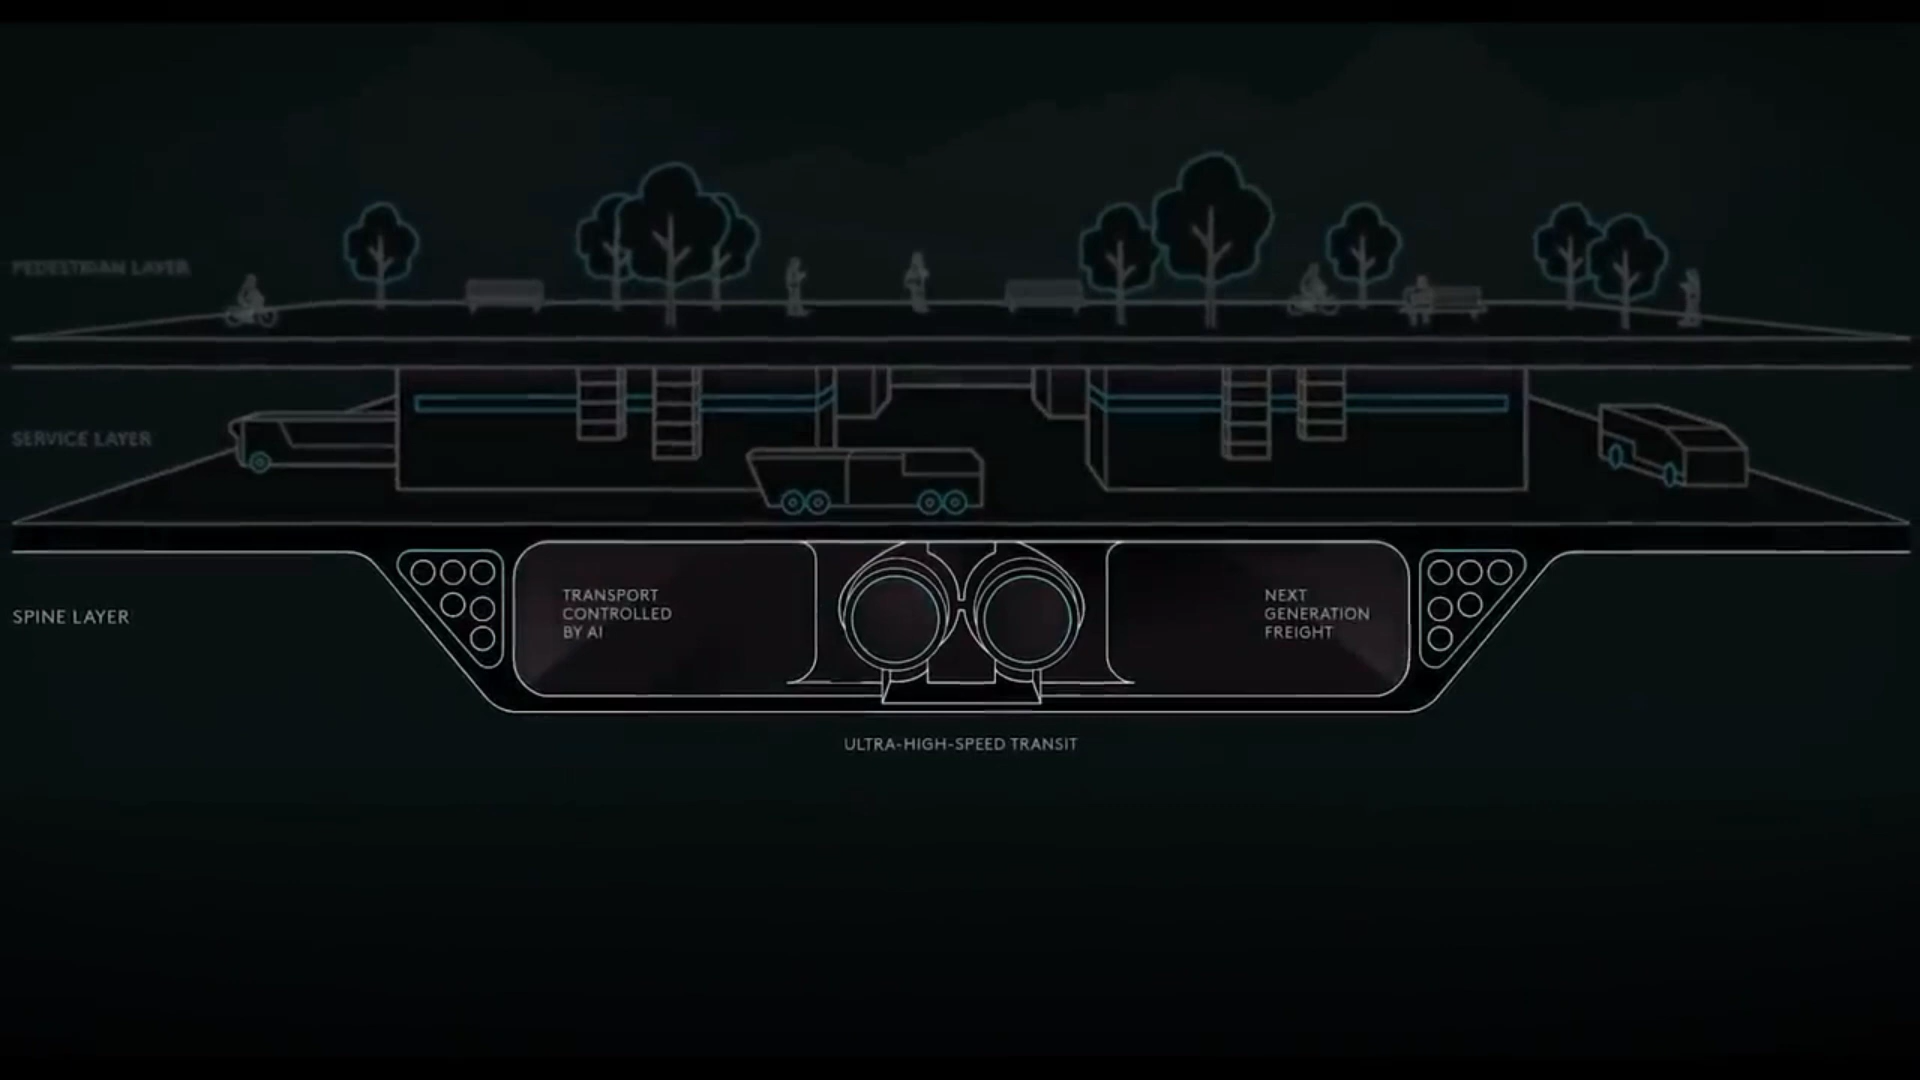 PEDESTRIAN LAYER
SERVICE LAYER
SPINE LAYER
TRANSPORT
CONTROLLED
BY AI
NEXT
GENERATION
FREIGHT
ULTRA-HIGH-SPEED TRANSIT